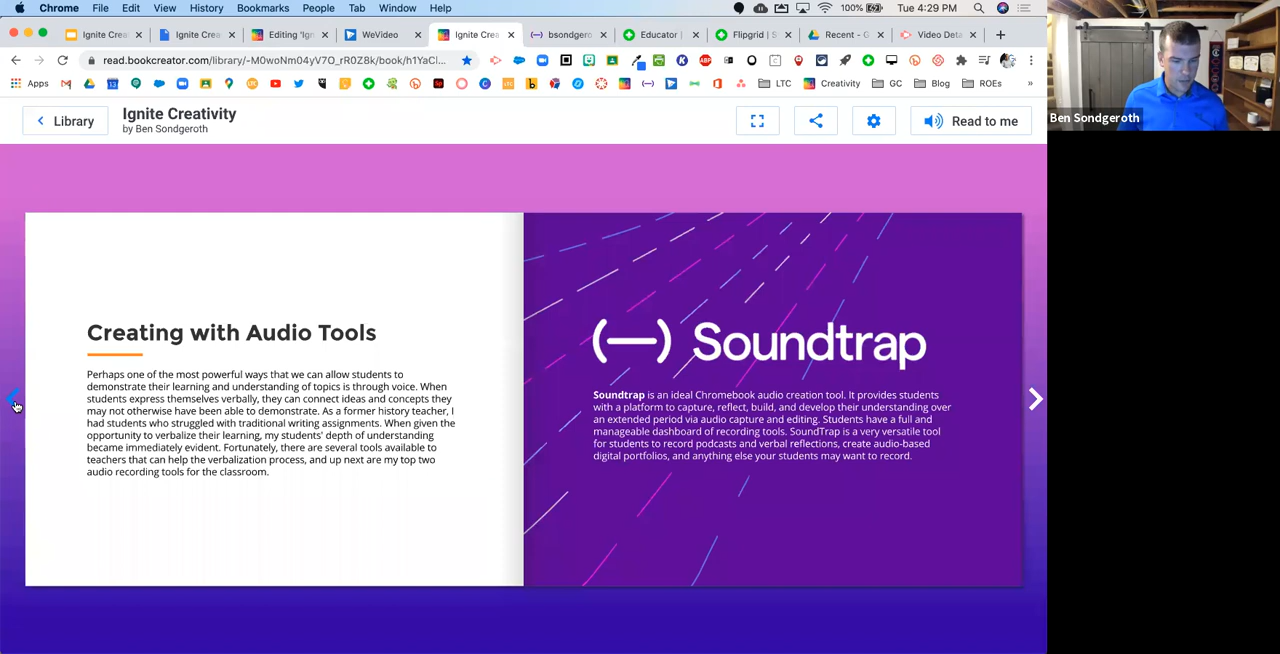 Chrome File Edit View History Bookmarks People Tab Window Help 100% Tue 4:29 PM
Ignite Crea Ignite Crea Editing 'Ign WeVideo Ignite Crea bsondgero Educator | Flipgrid | S Recent - G Video Deta
read.bookcreator.com/library/-M0woNm04yV7O_rR0Z8k/book/h1YaCl...
Apps LTC Creativity GC Blog ROEs
Library
Ignite Creativity
by Ben Sondgeroth
Read to me
Ben Sondgeroth
Creating with Audio Tools
Perhaps one of the most powerful ways that we can allow students to
demonstrate their learning and understanding of topics is through voice. When
students express themselves verbally, they can connect ideas and concepts they
may not otherwise have been able to demonstrate. As a former history teacher, I
had students who struggled with traditional writing assignments. When given the
opportunity to verbalize their learning, my students' depth of understanding
became immediately evident. Fortunately, there are several tools available to
teachers that can help the verbalization process, and up next are my top two
audio recording tools for the classroom.
Soundtrap
Soundtrap is an ideal Chromebook audio creation tool. It provides students
with a platform to capture, reflect, build, and develop their understanding over
an extended period via audio capture and editing. Students have a full and
manageable dashboard of recording tools. SoundTrap is a very versatile tool
for students to record podcasts and verbal reflections, create audio-based
digital portfolios, and anything else your students may want to record.